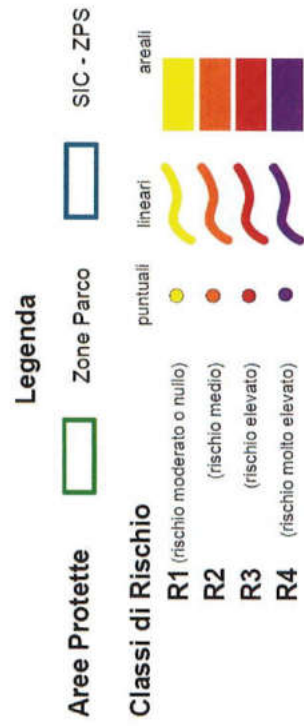 Legenda
Aree Protette Zone Parco SIC - ZPS
Classi di Rischio puntuali lineari areali
R1 (rischio moderato o nullo)
R2 (rischio medio)
R3 (rischio elevato)
R4 (rischio molto elevato)